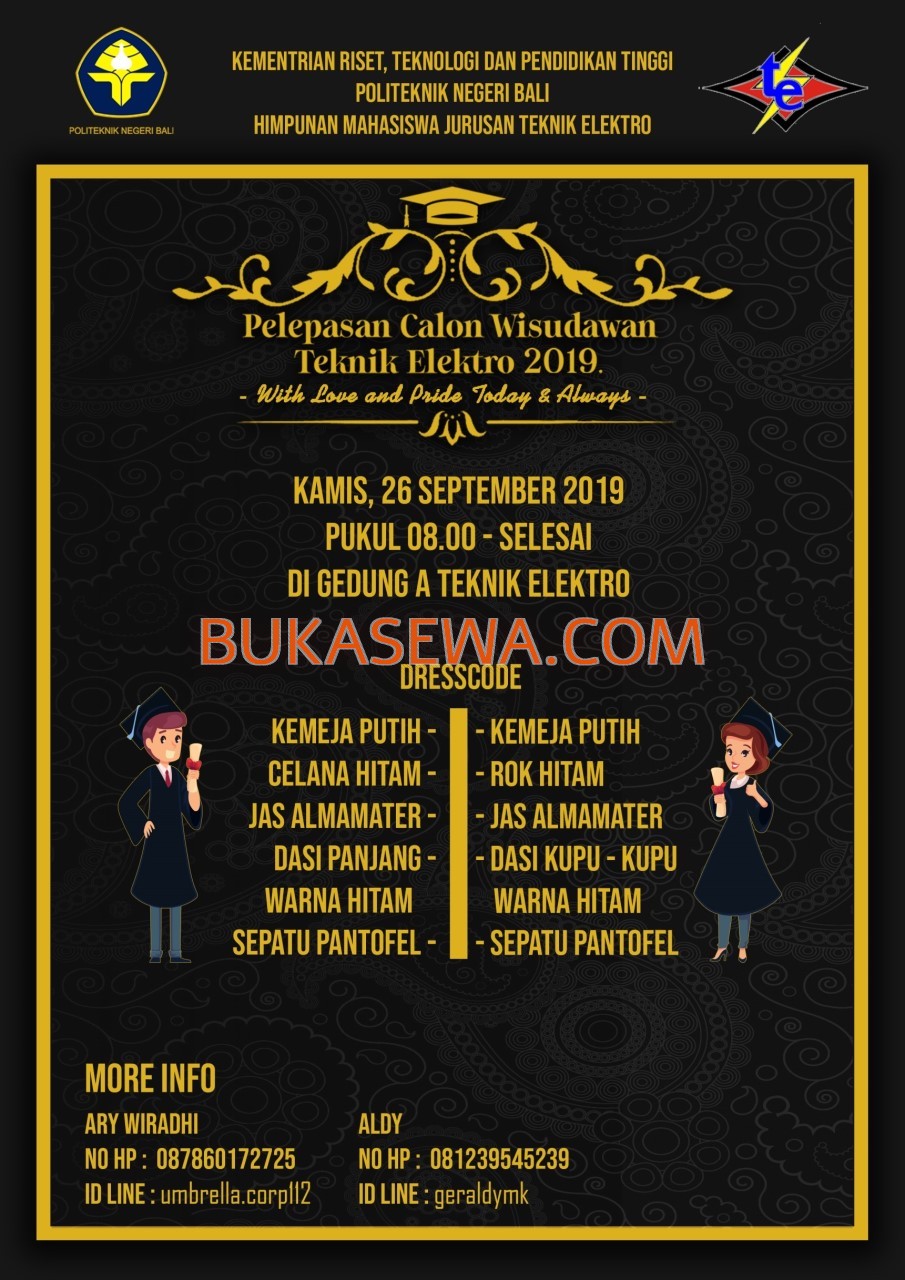 KEMENTRIAN RISET, TEKNOLOGI DAN PENDIDIKAN TINGGI
POLITEKNIK NEGERI BALI
HIMPUNAN MAHASISWA JURUSAN TEKNIK ELEKTRO
POLITEKNIK NEGERI BALI
te
Pelepasan Calon Wisudawan
Teknik Elektro 2019.
- With Love and Pride Today & Always -
KAMIS, 26 SEPTEMBER 2019
PUKUL 08.00 - SELESAI
DI GEDUNG A TEKNIK ELEKTRO
BUKASEWA.COM
DRESSCODE
KEMEJA PUTIH -
CELANA HITAM -
JAS ALMAMATER -
DASI PANJANG -
WARNA HITAM
SEPATU PANTOFEL -
- KEMEJA PUTIH
- ROK HITAM
- JAS ALMAMATER
- DASI KUPU - KUPU
WARNA HITAM
- SEPATU PANTOFEL
MORE INFO
ARY WIRADHI
NO HP : 087860172725
ID LINE : umbrella.corp112
ALDY
NO HP : 081239545239
ID LINE : geraldymk